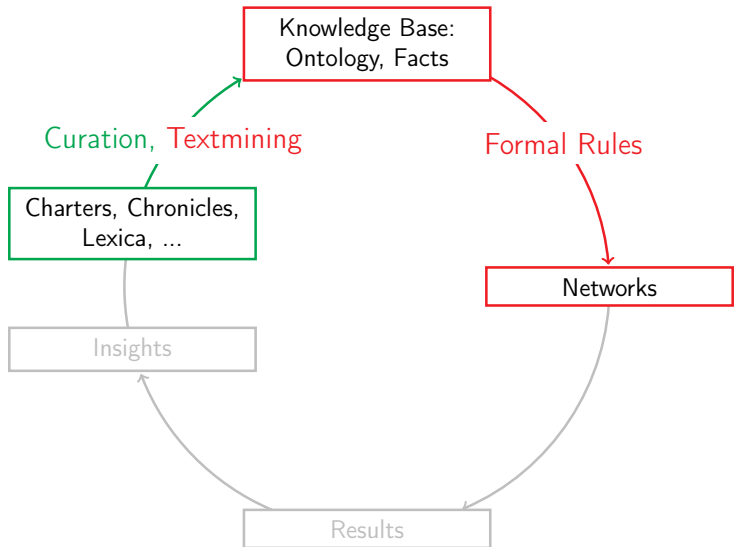 Knowledge Base:
Ontology, Facts
Curation, Textmining
Formal Rules
Charters, Chronicles,
Lexica, ...
Networks
Insights
Results